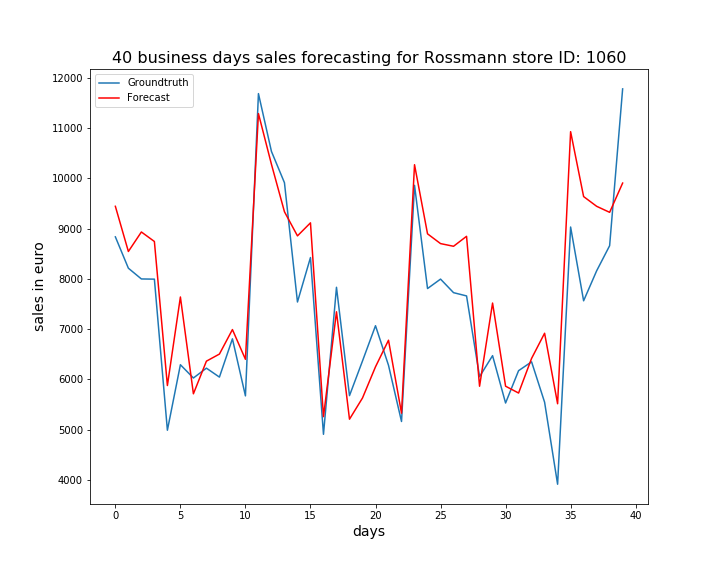 40 business days sales forecasting for Rossmann store ID: 1060
12000
11000
10000
9000
8000
7000
6000
5000
4000
sales in euro
Groundtruth
Forecast
0 5 10 15 20 25 30 35 40
days